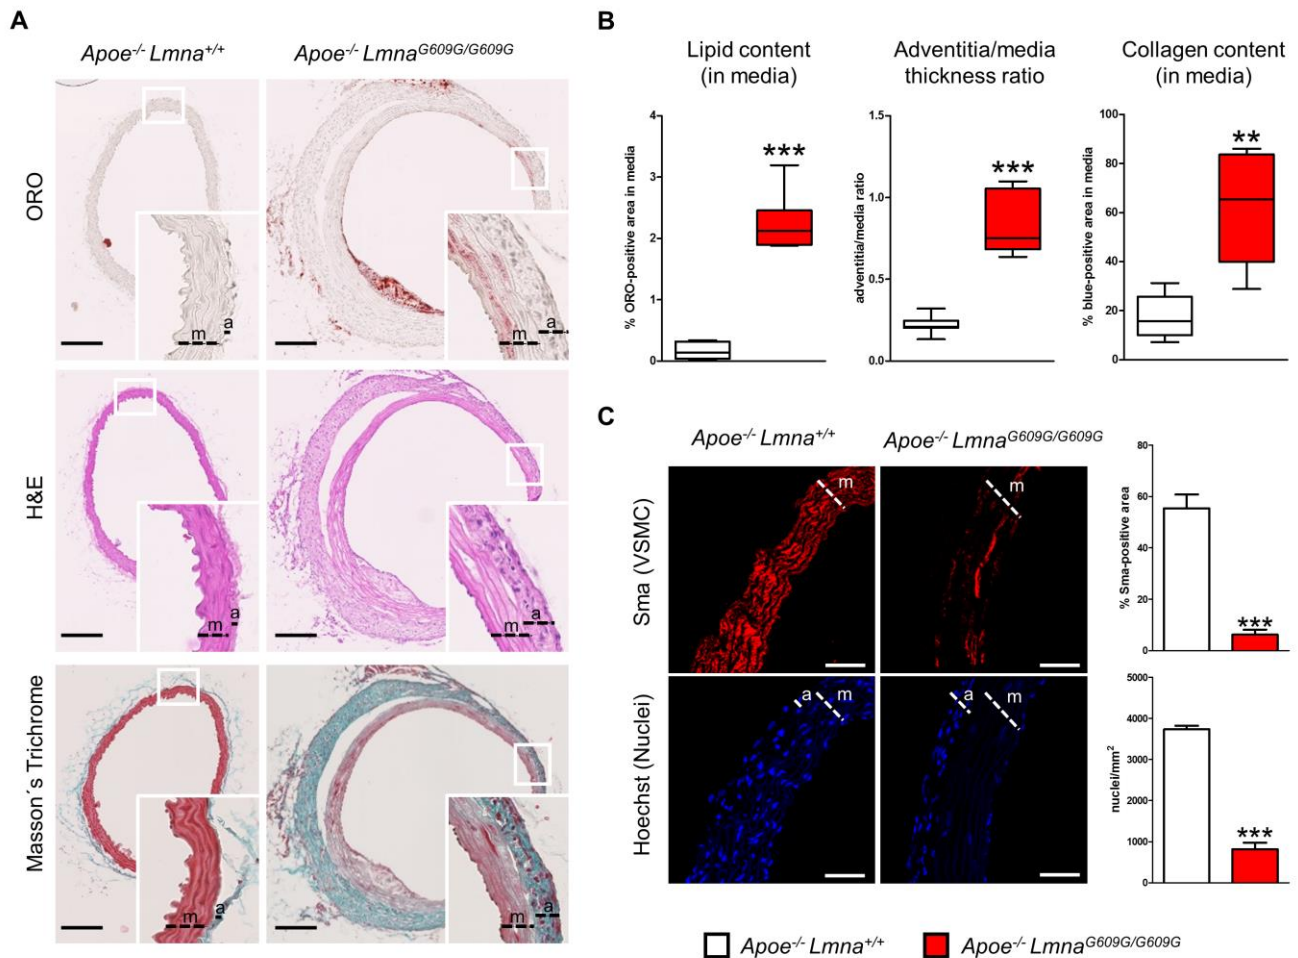 A
Apoe-/- Lmna+/+
Apoe-/- LmnaG609G/G609G
ORO
m
a
m
a
H&E
m
a
m
a
Masson´s Trichrome
m
a
m
a
B
Lipid content
(in media)
% ORO-positive area in media
4
3
2
1
0
***
Adventitia/media
thickness ratio
adventitia/media ratio
1.5
1.0
0.5
0.0
***
Collagen content
(in media)
% blue-positive area in media
100
80
60
40
20
0
**
C
Apoe-/- Lmna+/+
Apoe-/- LmnaG609G/G609G
Sma (VSMC)
m
m
% Sma-positive area
80
60
40
20
0
***
Hoechst (Nuclei)
a
m
a
m
nuclei/mm²
5000
4000
3000
2000
1000
0
***
Apoe-/- Lmna+/+
Apoe-/- LmnaG609G/G609G